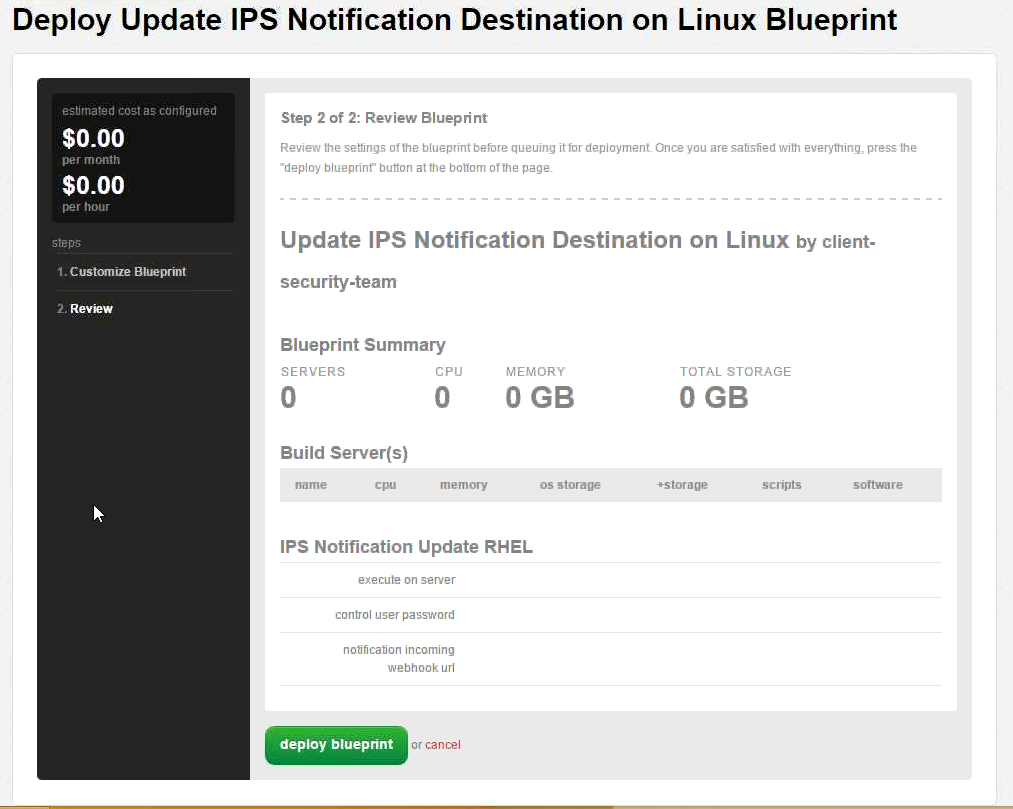 Deploy Update IPS Notification Destination on Linux Blueprint
estimated cost as configured
$0.00
per month
$0.00
per hour
steps
1. Customize Blueprint
2. Review
Step 2 of 2: Review Blueprint
Review the settings of the blueprint before queuing it for deployment. Once you are satisfied with everything, press the
"deploy blueprint" button at the bottom of the page.
Update IPS Notification Destination on Linux by client-
security-team
Blueprint Summary
SERVERS CPU MEMORY TOTAL STORAGE
0 0 0 GB 0 GB
Build Server(s)
name cpu memory os storage +storage scripts software
IPS Notification Update RHEL
execute on server
control user password
notification incoming
webhook url
deploy blueprint or cancel